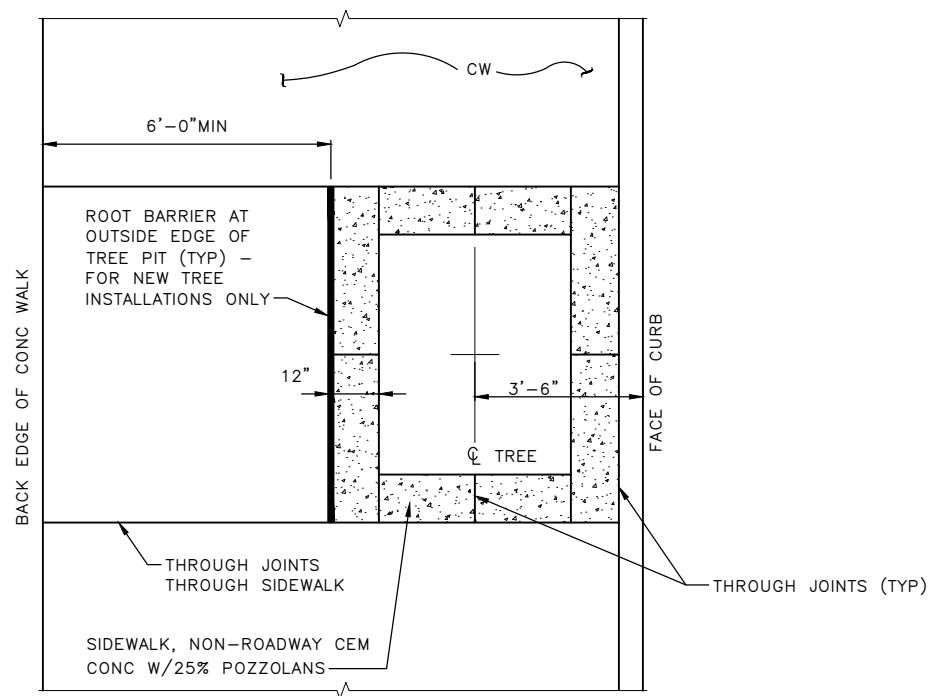 CW
6'-0"MIN
ROOT BARRIER AT
OUTSIDE EDGE OF
TREE PIT (TYP) –
FOR NEW TREE
INSTALLATIONS ONLY
BACK EDGE OF CONC WALK
12"
3'-6"
FACE OF CURB
℄ TREE
THROUGH JOINTS
THROUGH SIDEWALK
THROUGH JOINTS (TYP)
SIDEWALK, NON-ROADWAY CEM
CONC W/25% POZZOLANS